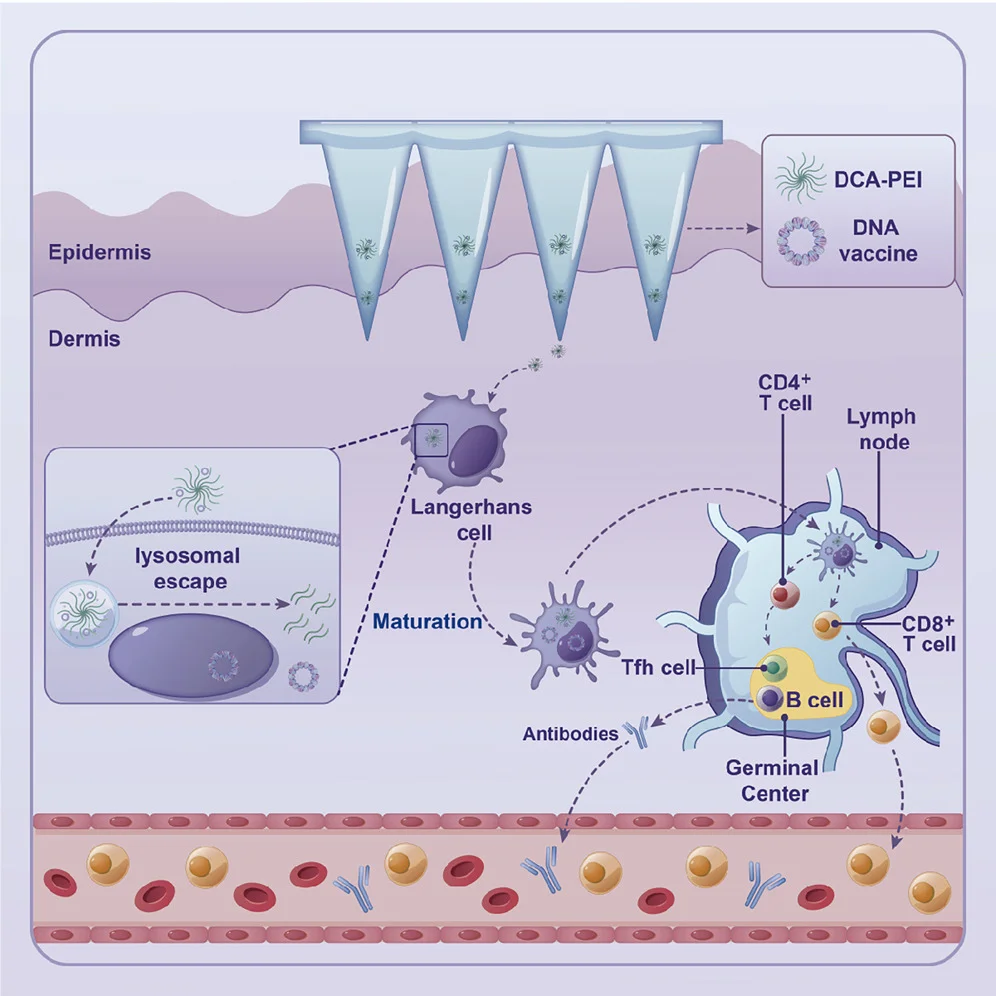 DCA-PEI
DNA
vaccine
Epidermis
Dermis
CD4⁺
T cell
Lymph
node
Langerhans
cell
lysosomal
escape
Maturation
CD8⁺
T cell
Tfh cell
B cell
Antibodies
Germinal
Center